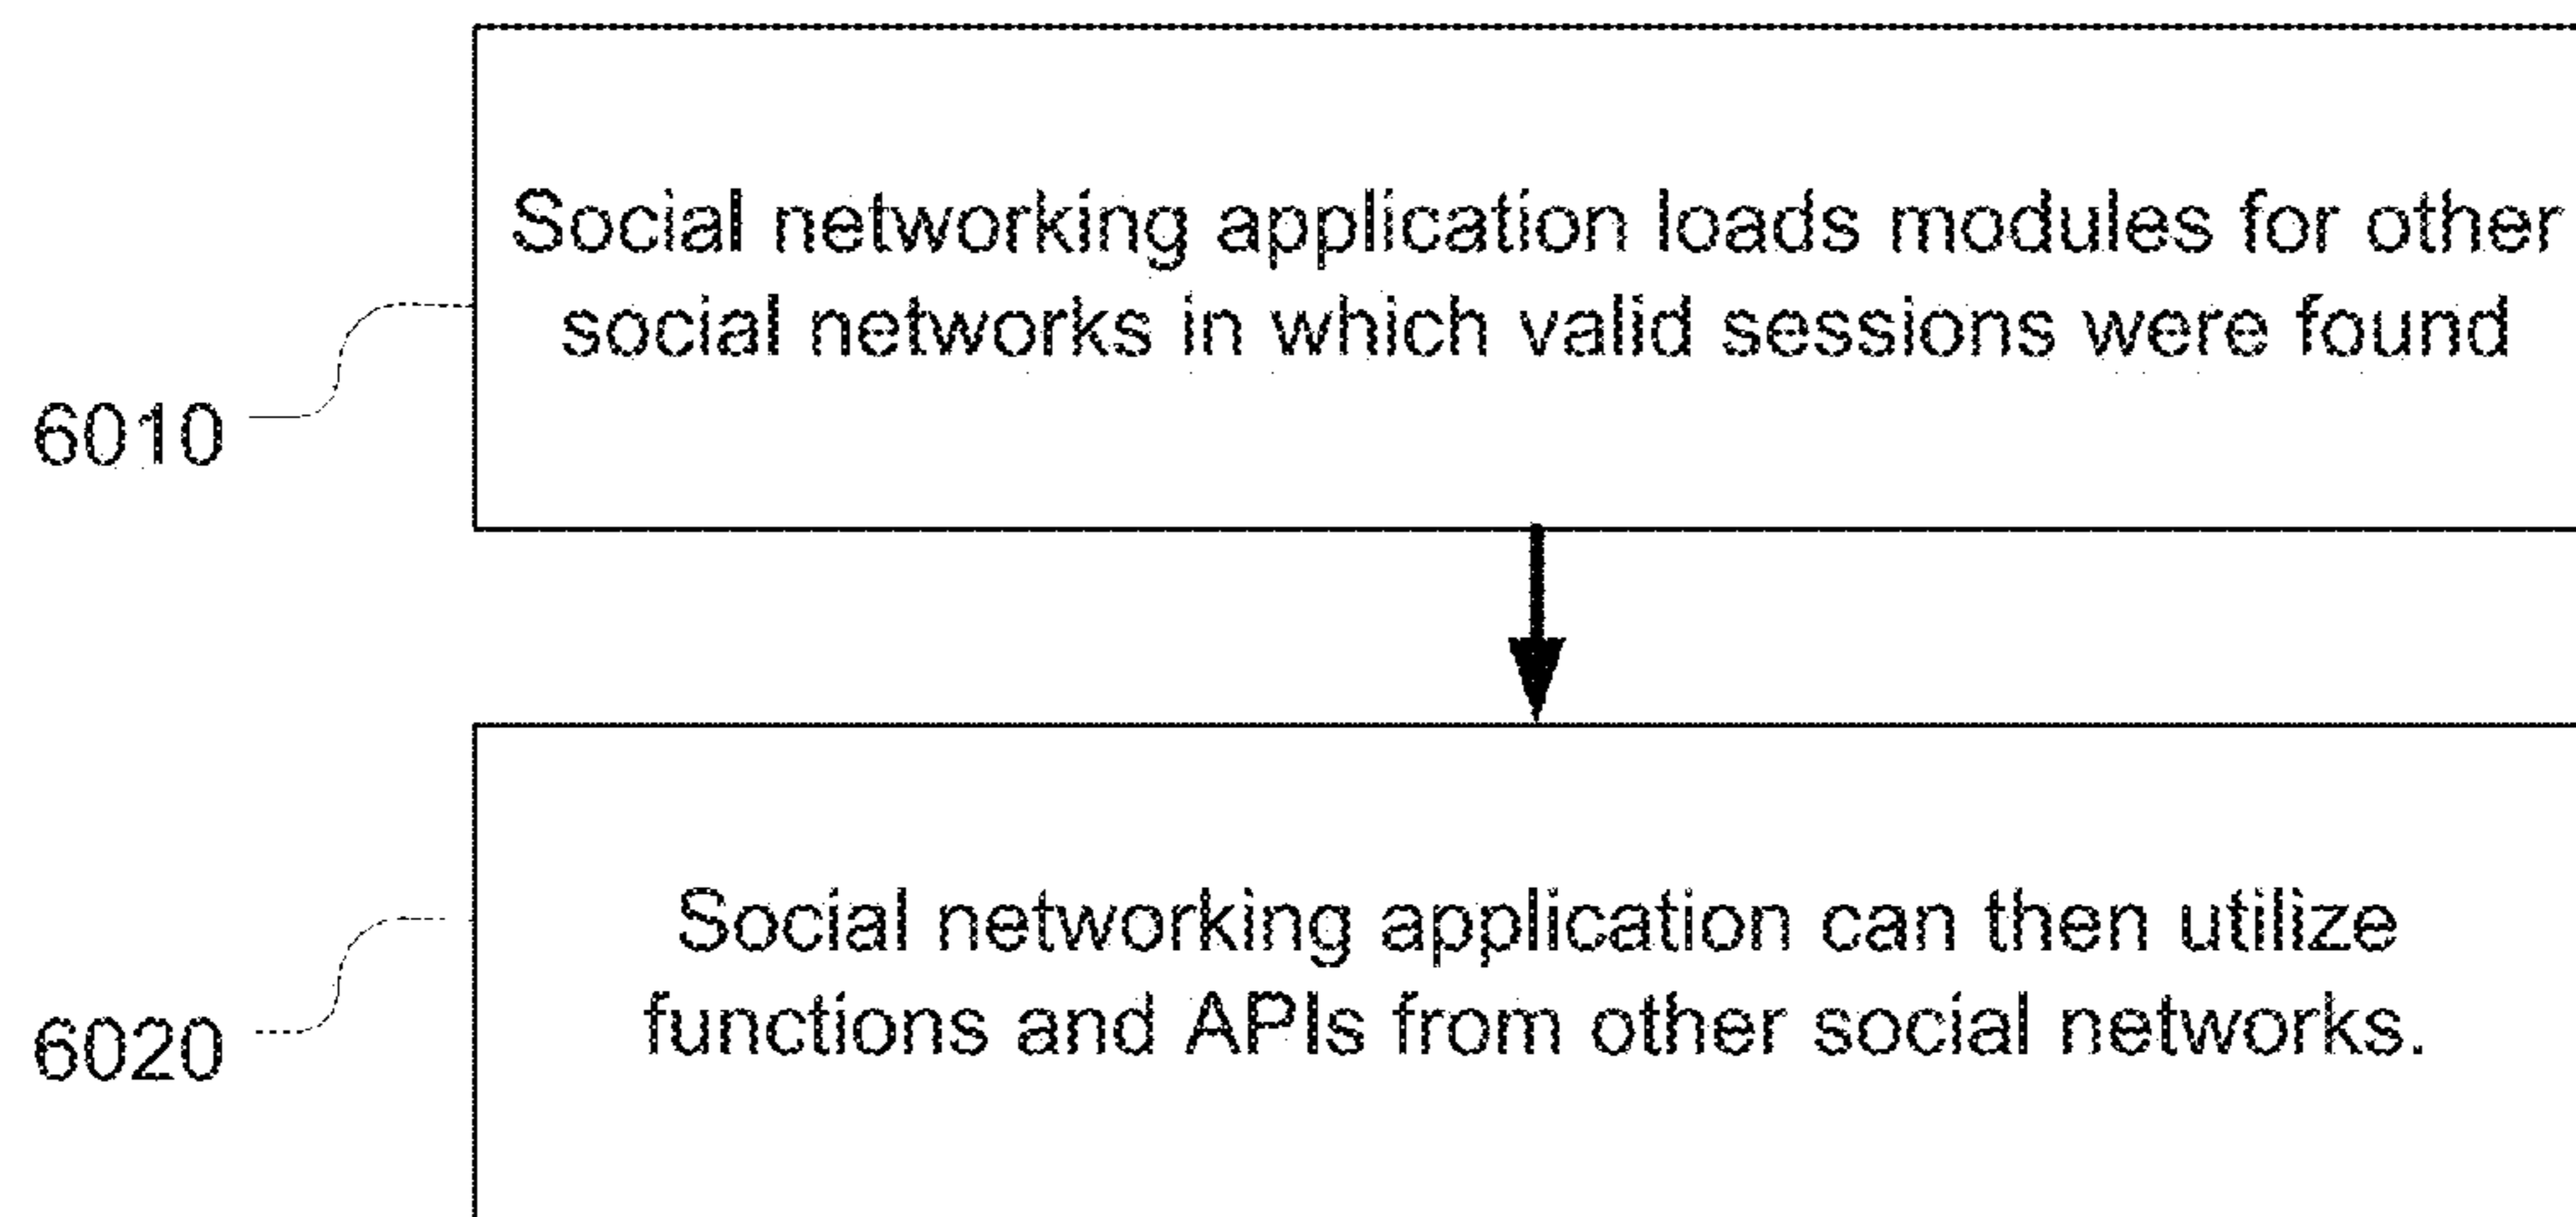 Social networking application loads modules for other
social networks in which valid sessions were found
6010
Social networking application can then utilize
functions and APIs from other social networks.
6020